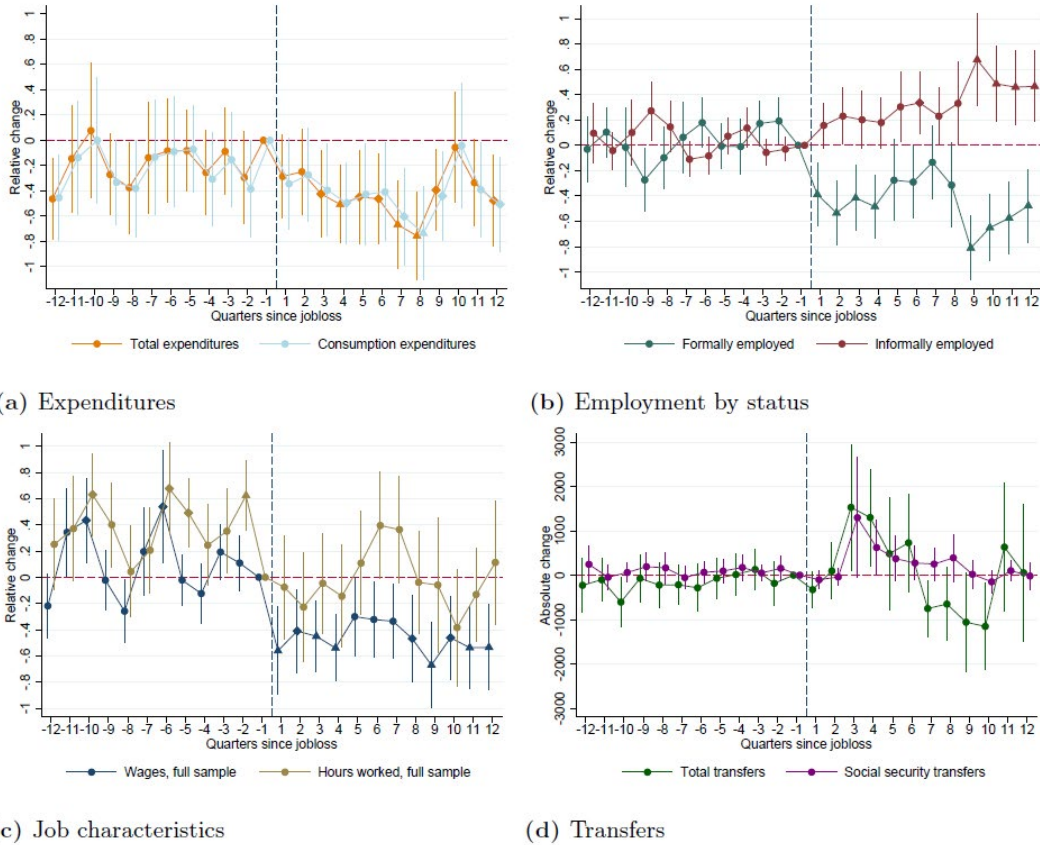 Relative change
1
.8
.6
.4
.2
0
-.2
-.4
-.6
-.8
-1
-12 -11 -10 -9 -8 -7 -6 -5 -4 -3 -2 -1 1 2 3 4 5 6 7 8 9 10 11 12
Quarters since jobloss
Total expenditures Consumption expenditures
(a) Expenditures
Relative change
1
.8
.6
.4
.2
0
-.2
-.4
-.6
-.8
-1
-12 -11 -10 -9 -8 -7 -6 -5 -4 -3 -2 -1 1 2 3 4 5 6 7 8 9 10 11 12
Quarters since jobloss
Formally employed Informally employed
(b) Employment by status
Relative change
1
.8
.6
.4
.2
0
-.2
-.4
-.6
-.8
-1
-12 -11 -10 -9 -8 -7 -6 -5 -4 -3 -2 -1 1 2 3 4 5 6 7 8 9 10 11 12
Quarters since jobloss
Wages, full sample Hours worked, full sample
c) Job characteristics
Absolute change
3000
2000
1000
0
-1000
-2000
-3000
-12 -11 -10 -9 -8 -7 -6 -5 -4 -3 -2 -1 1 2 3 4 5 6 7 8 9 10 11 12
Quarters since jobloss
Total transfers Social security transfers
(d) Transfers